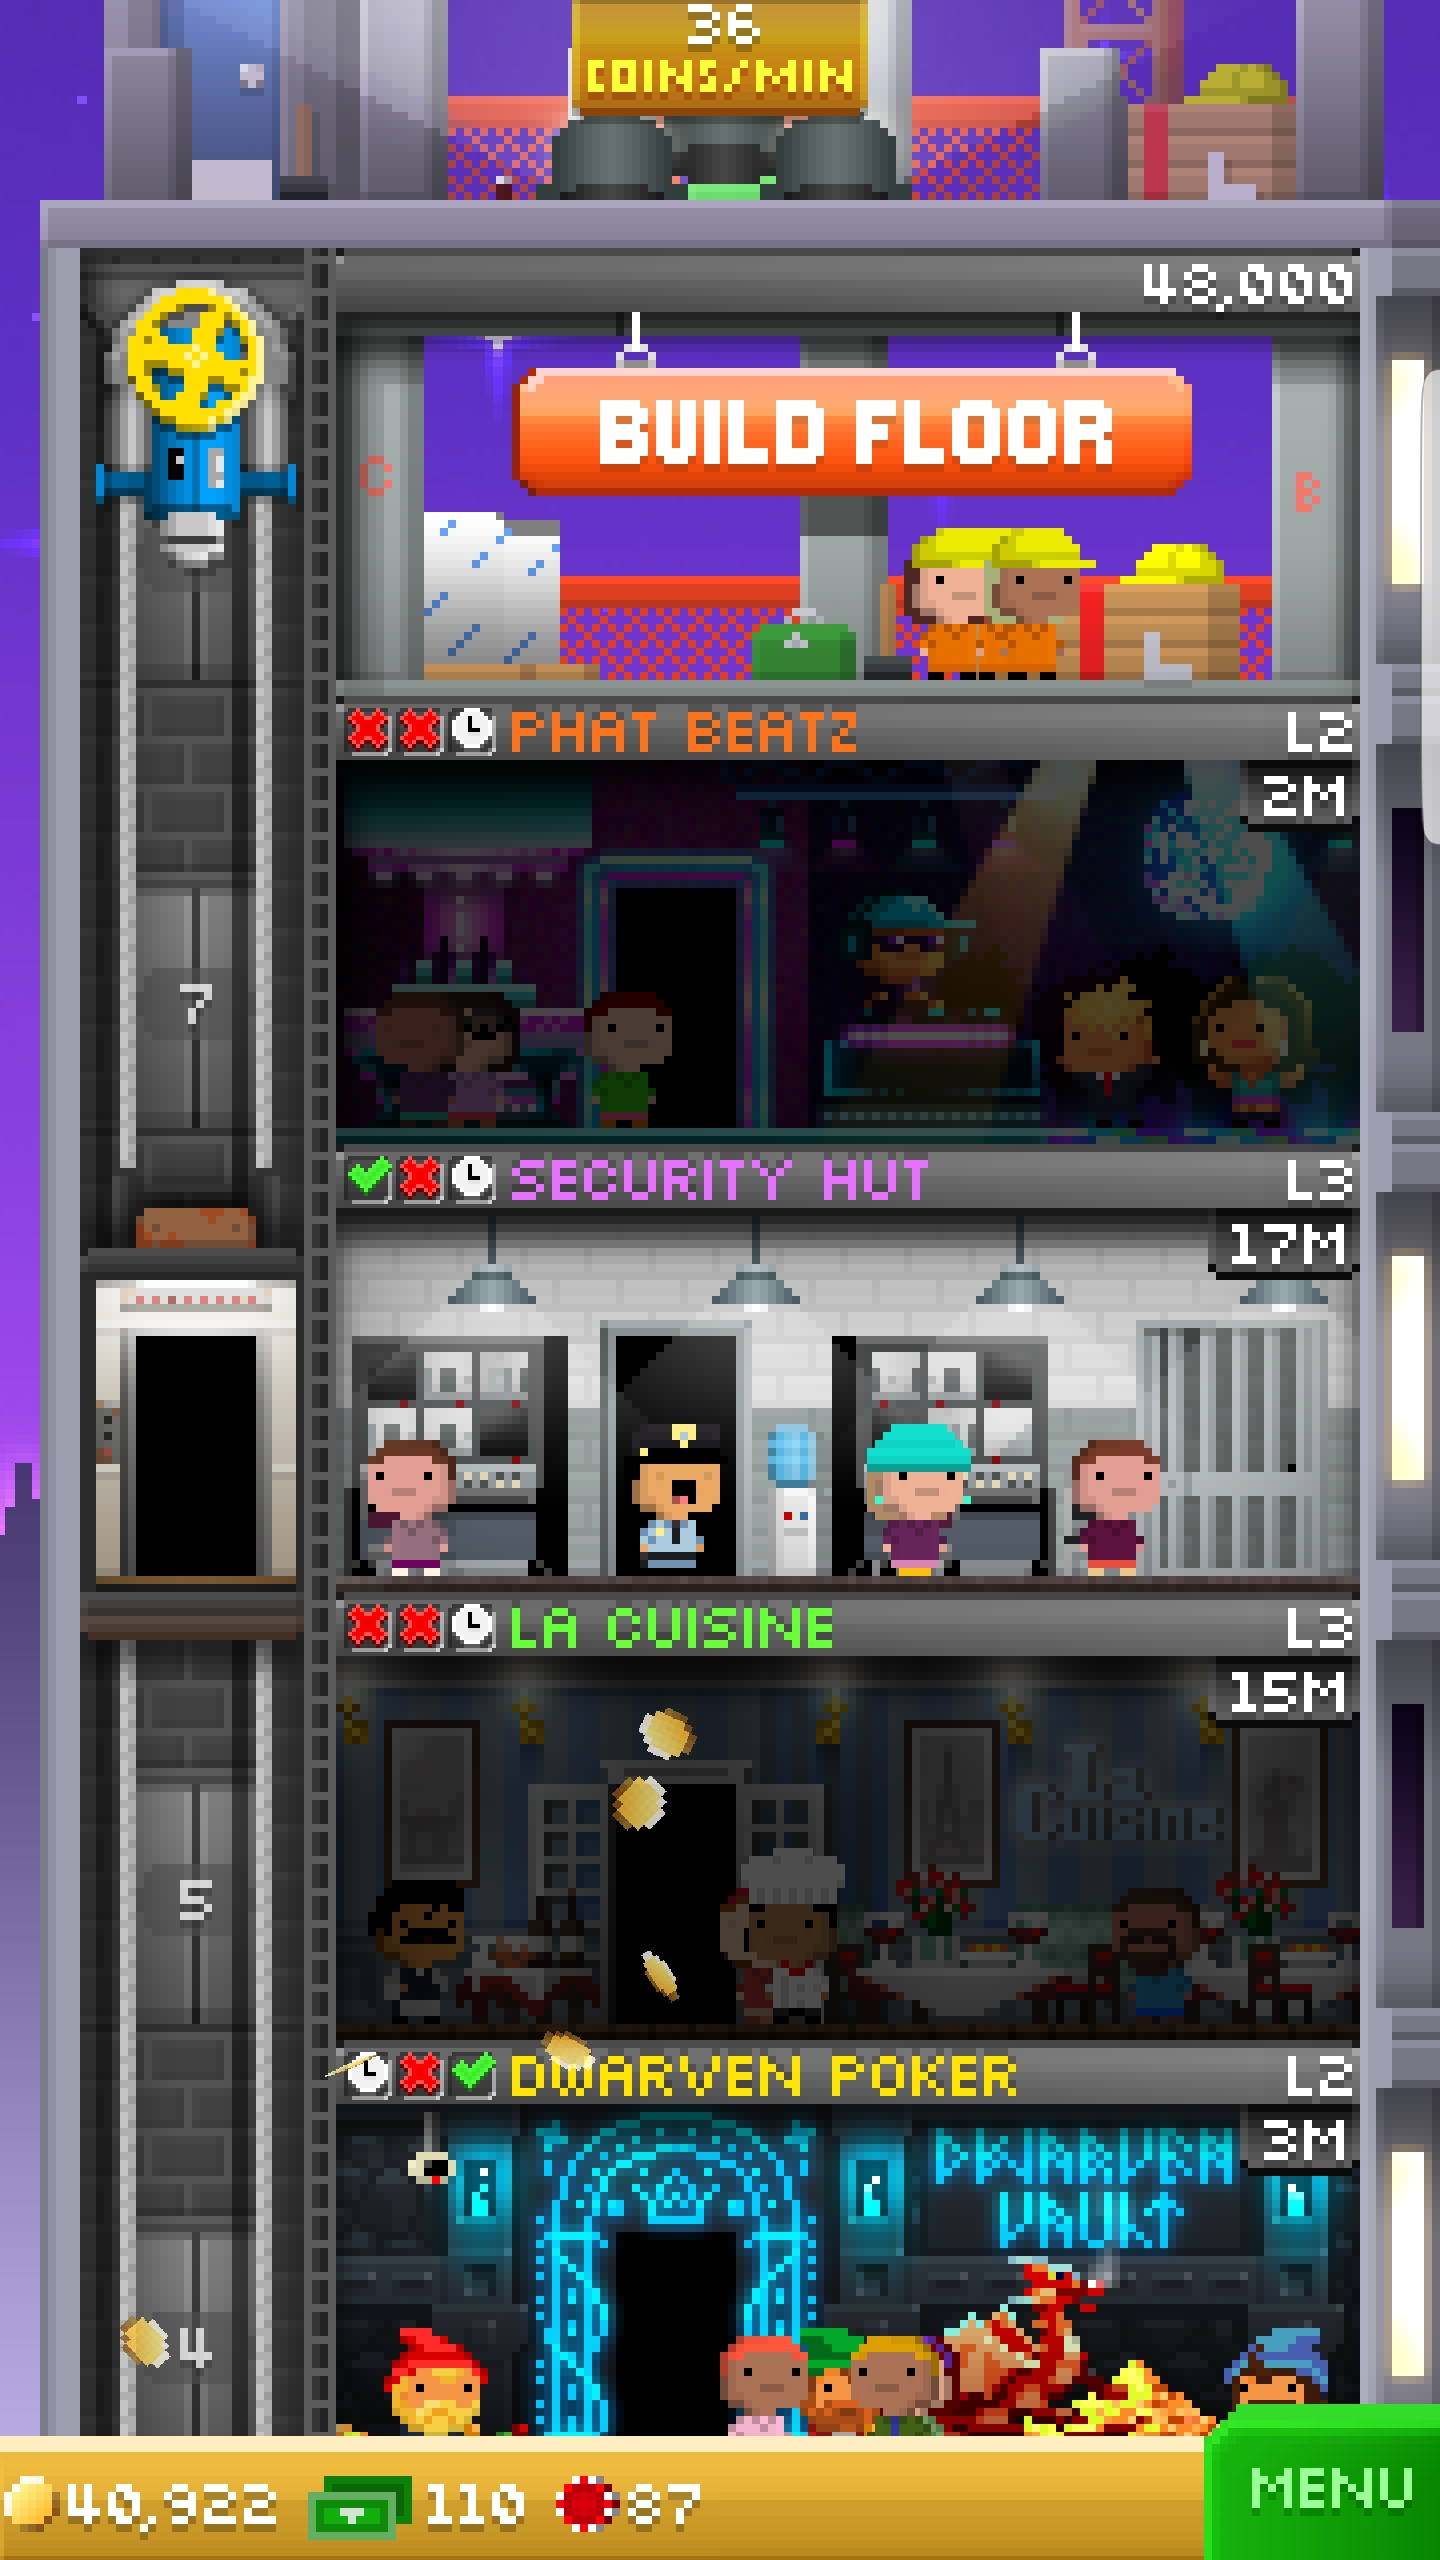 36
COINS/MIN
48,000
BUILD FLOOR
C
B
PHAT BEATZ
L2
2M
7
SECURITY HUT
L3
17M
LA CUISINE
L3
15M
La
Cuisine
5
DWARVEN POKER
L2
3M
DWARVEN
VAULT
4
40,922
110
87
MENU